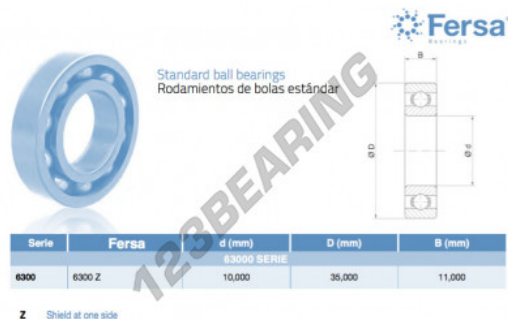 Fersa
Bearings
Standard ball bearings
Rodamientos de bolas estándar
B
Ø D
Ø d
123BEARING
Serie Fersa d (mm) D (mm) B (mm)
63000 SERIE
6300 6300 Z 10,000 35,000 11,000
Z Shield at one side